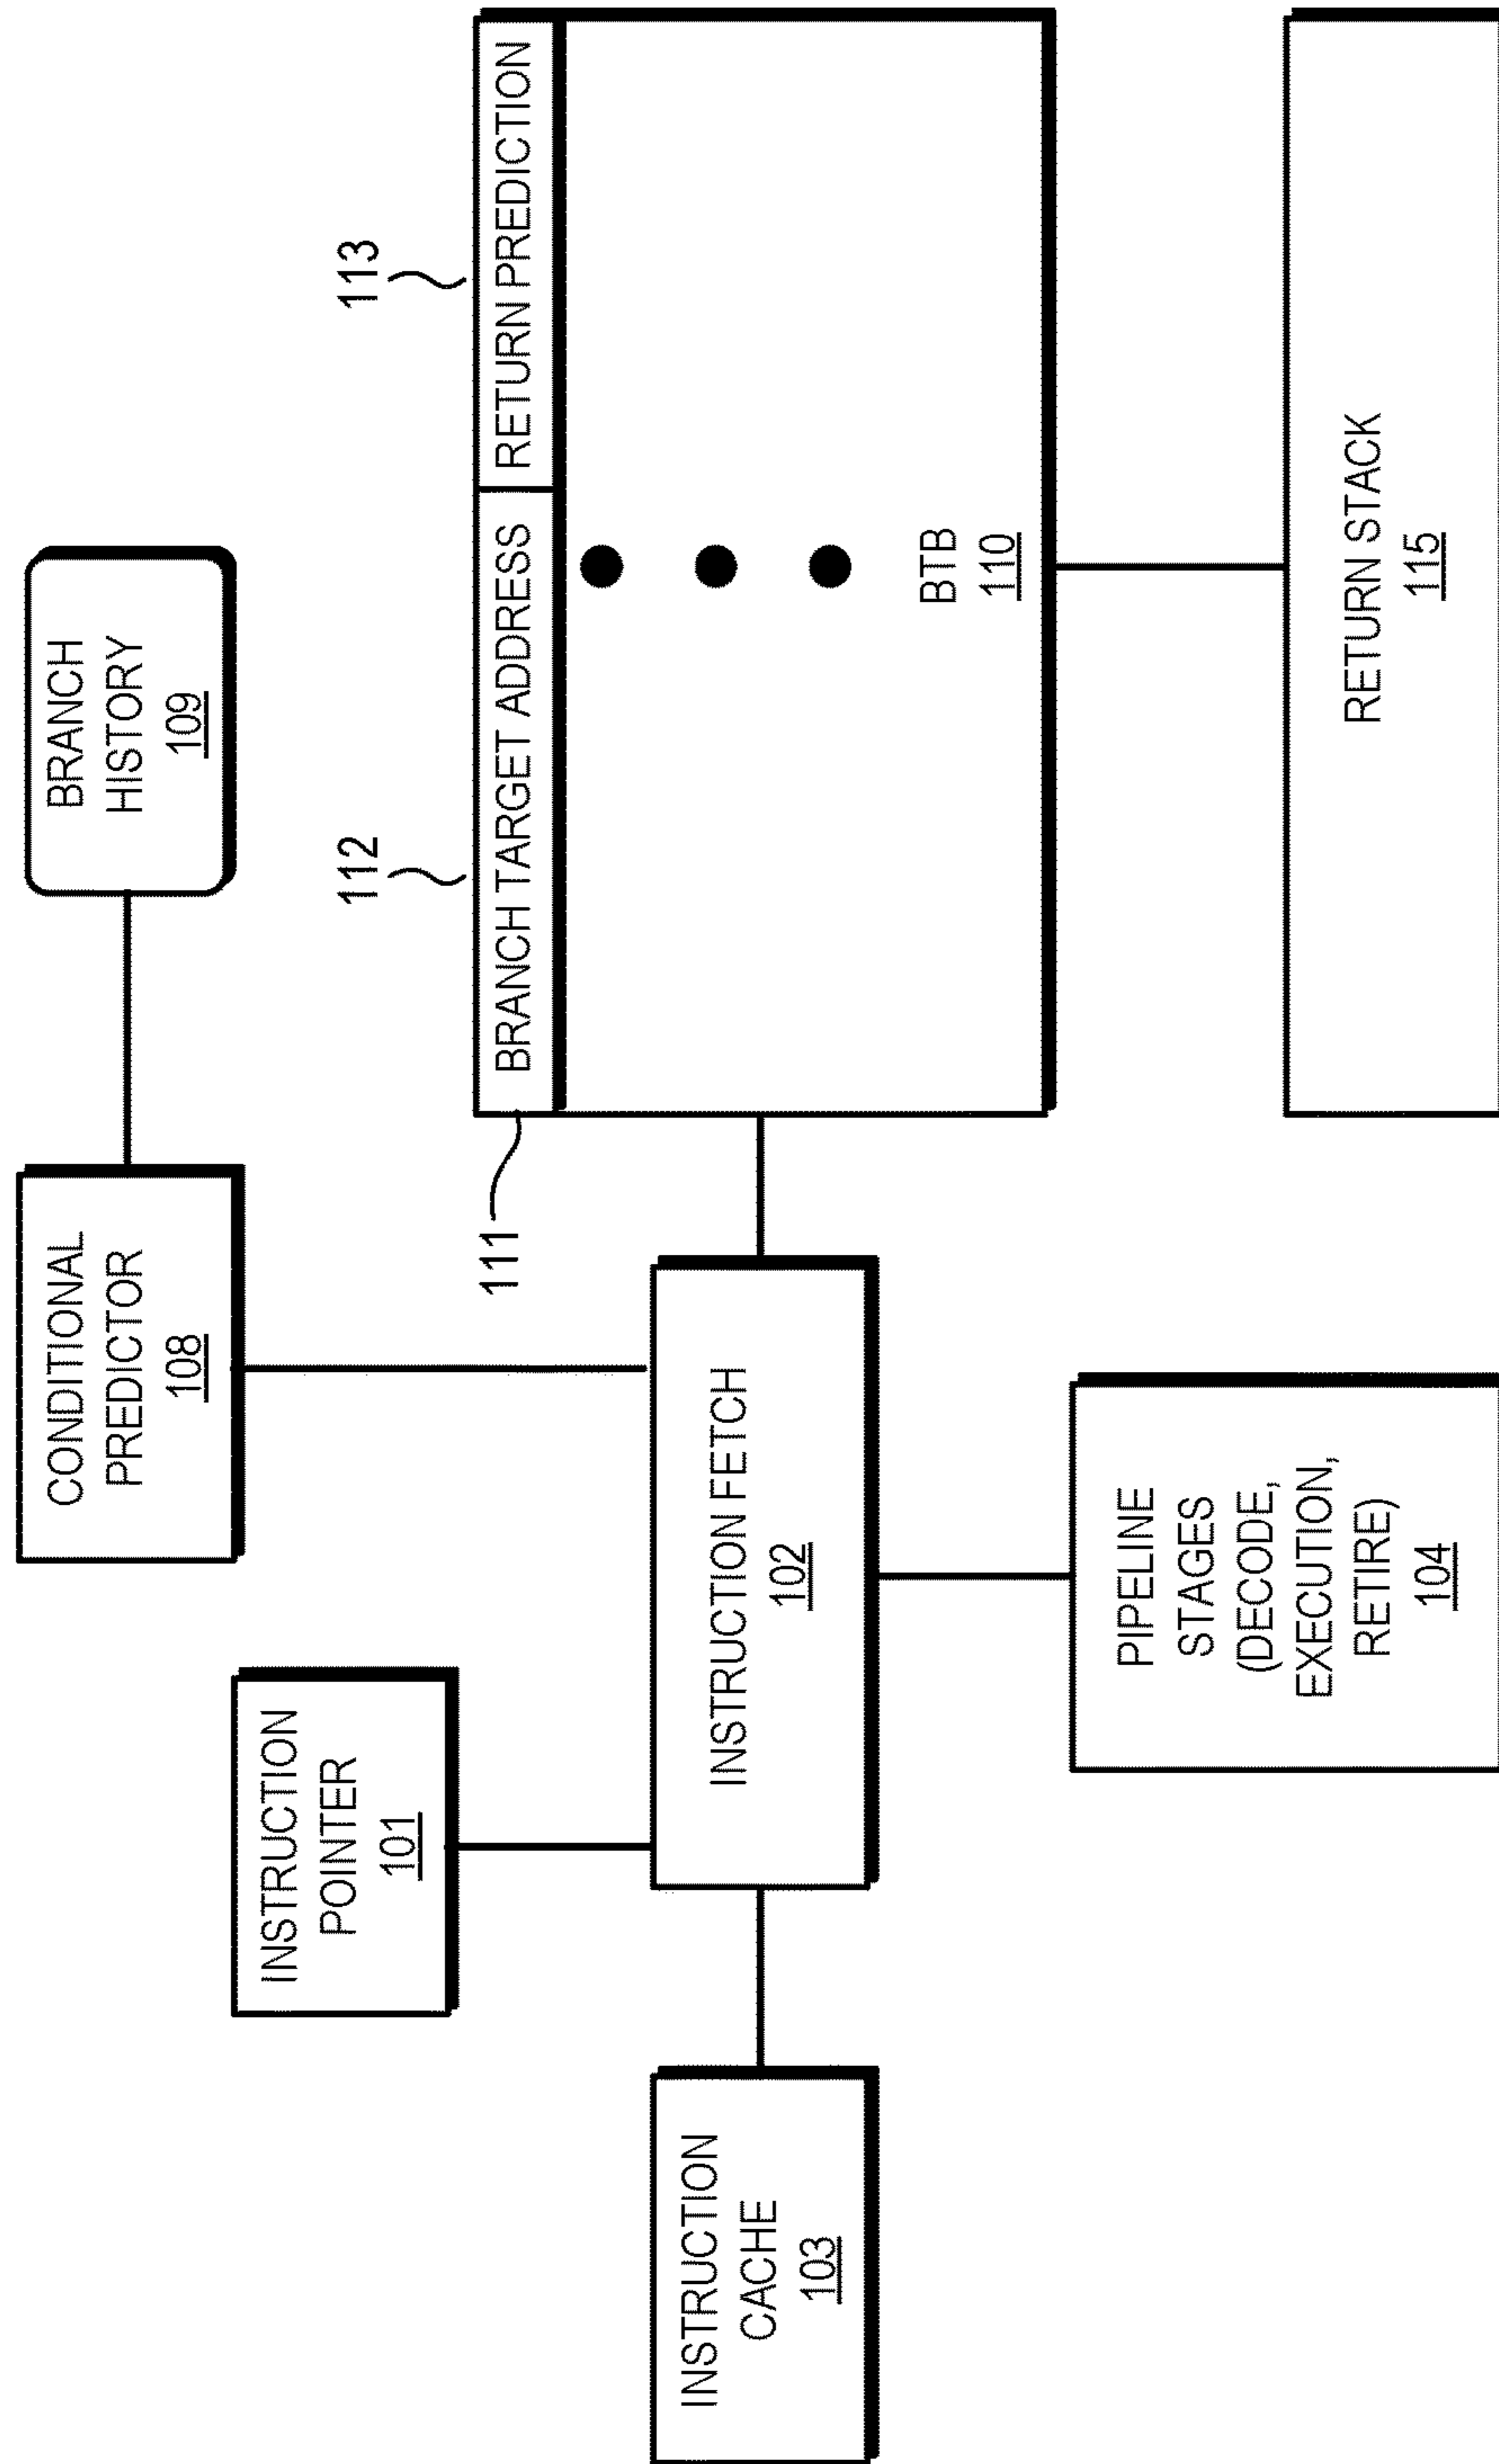 CONDITIONAL
PREDICTOR
108
BRANCH
HISTORY
109
INSTRUCTION
POINTER
101
112
113
111
BRANCH TARGET ADDRESS
RETURN PREDICTION
INSTRUCTION
CACHE
103
INSTRUCTION FETCH
102
BTB
110
PIPELINE
STAGES
(DECODE,
EXECUTION,
RETIRE)
104
RETURN STACK
115